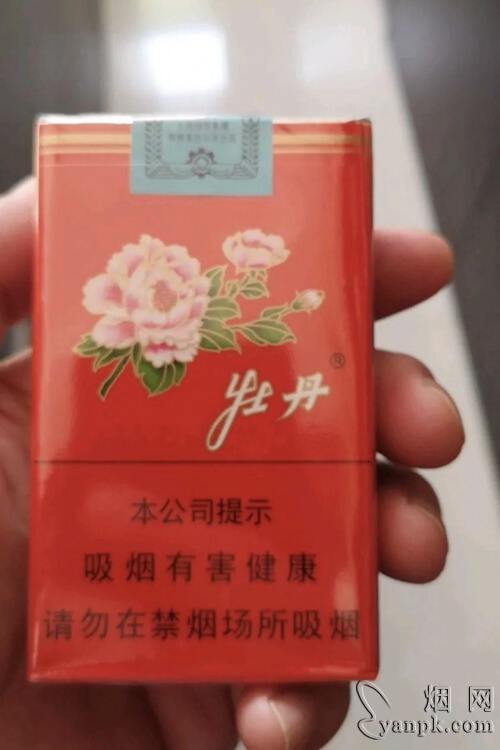 牡丹®
本公司提示
吸烟有害健康
请勿在禁烟场所吸烟
烟网
yanpk.com